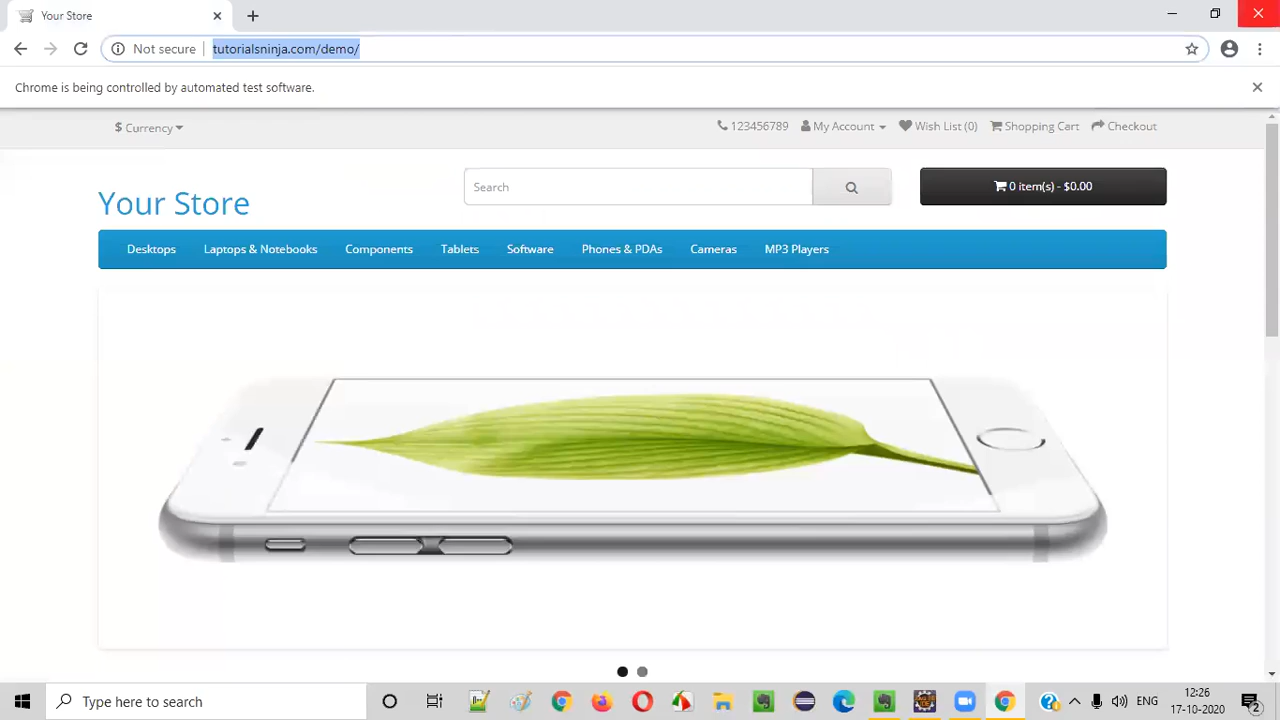 Your Store
Not secure
tutorialsninja.com/demo/
Chrome is being controlled by automated test software.
$ Currency
123456789
My Account
Wish List (0)
Shopping Cart
Checkout
Your Store
Search
0 item(s) - $0.00
Desktops
Laptops & Notebooks
Components
Tablets
Software
Phones & PDAs
Cameras
MP3 Players
Type here to search
ENG
12:26
17-10-2020
2